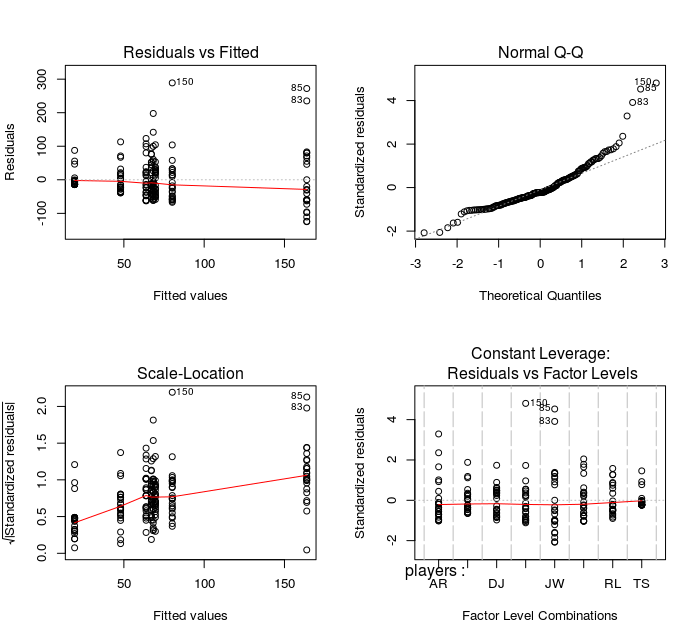 Residuals vs Fitted
Residuals
300
200
100
0
-100
150
85
83
50
100
150
Fitted values
Normal Q-Q
Standardized residuals
4
2
0
-2
150
85
83
-3
-2
-1
0
1
2
3
Theoretical Quantiles
Scale-Location
√|Standardized residuals|
2.0
1.5
1.0
0.5
0.0
150
83
85
50
100
150
Fitted values
Constant Leverage:
Residuals vs Factor Levels
Standardized residuals
4
2
0
-2
150
85
83
players :
AR
DJ
JW
RL
TS
Factor Level Combinations